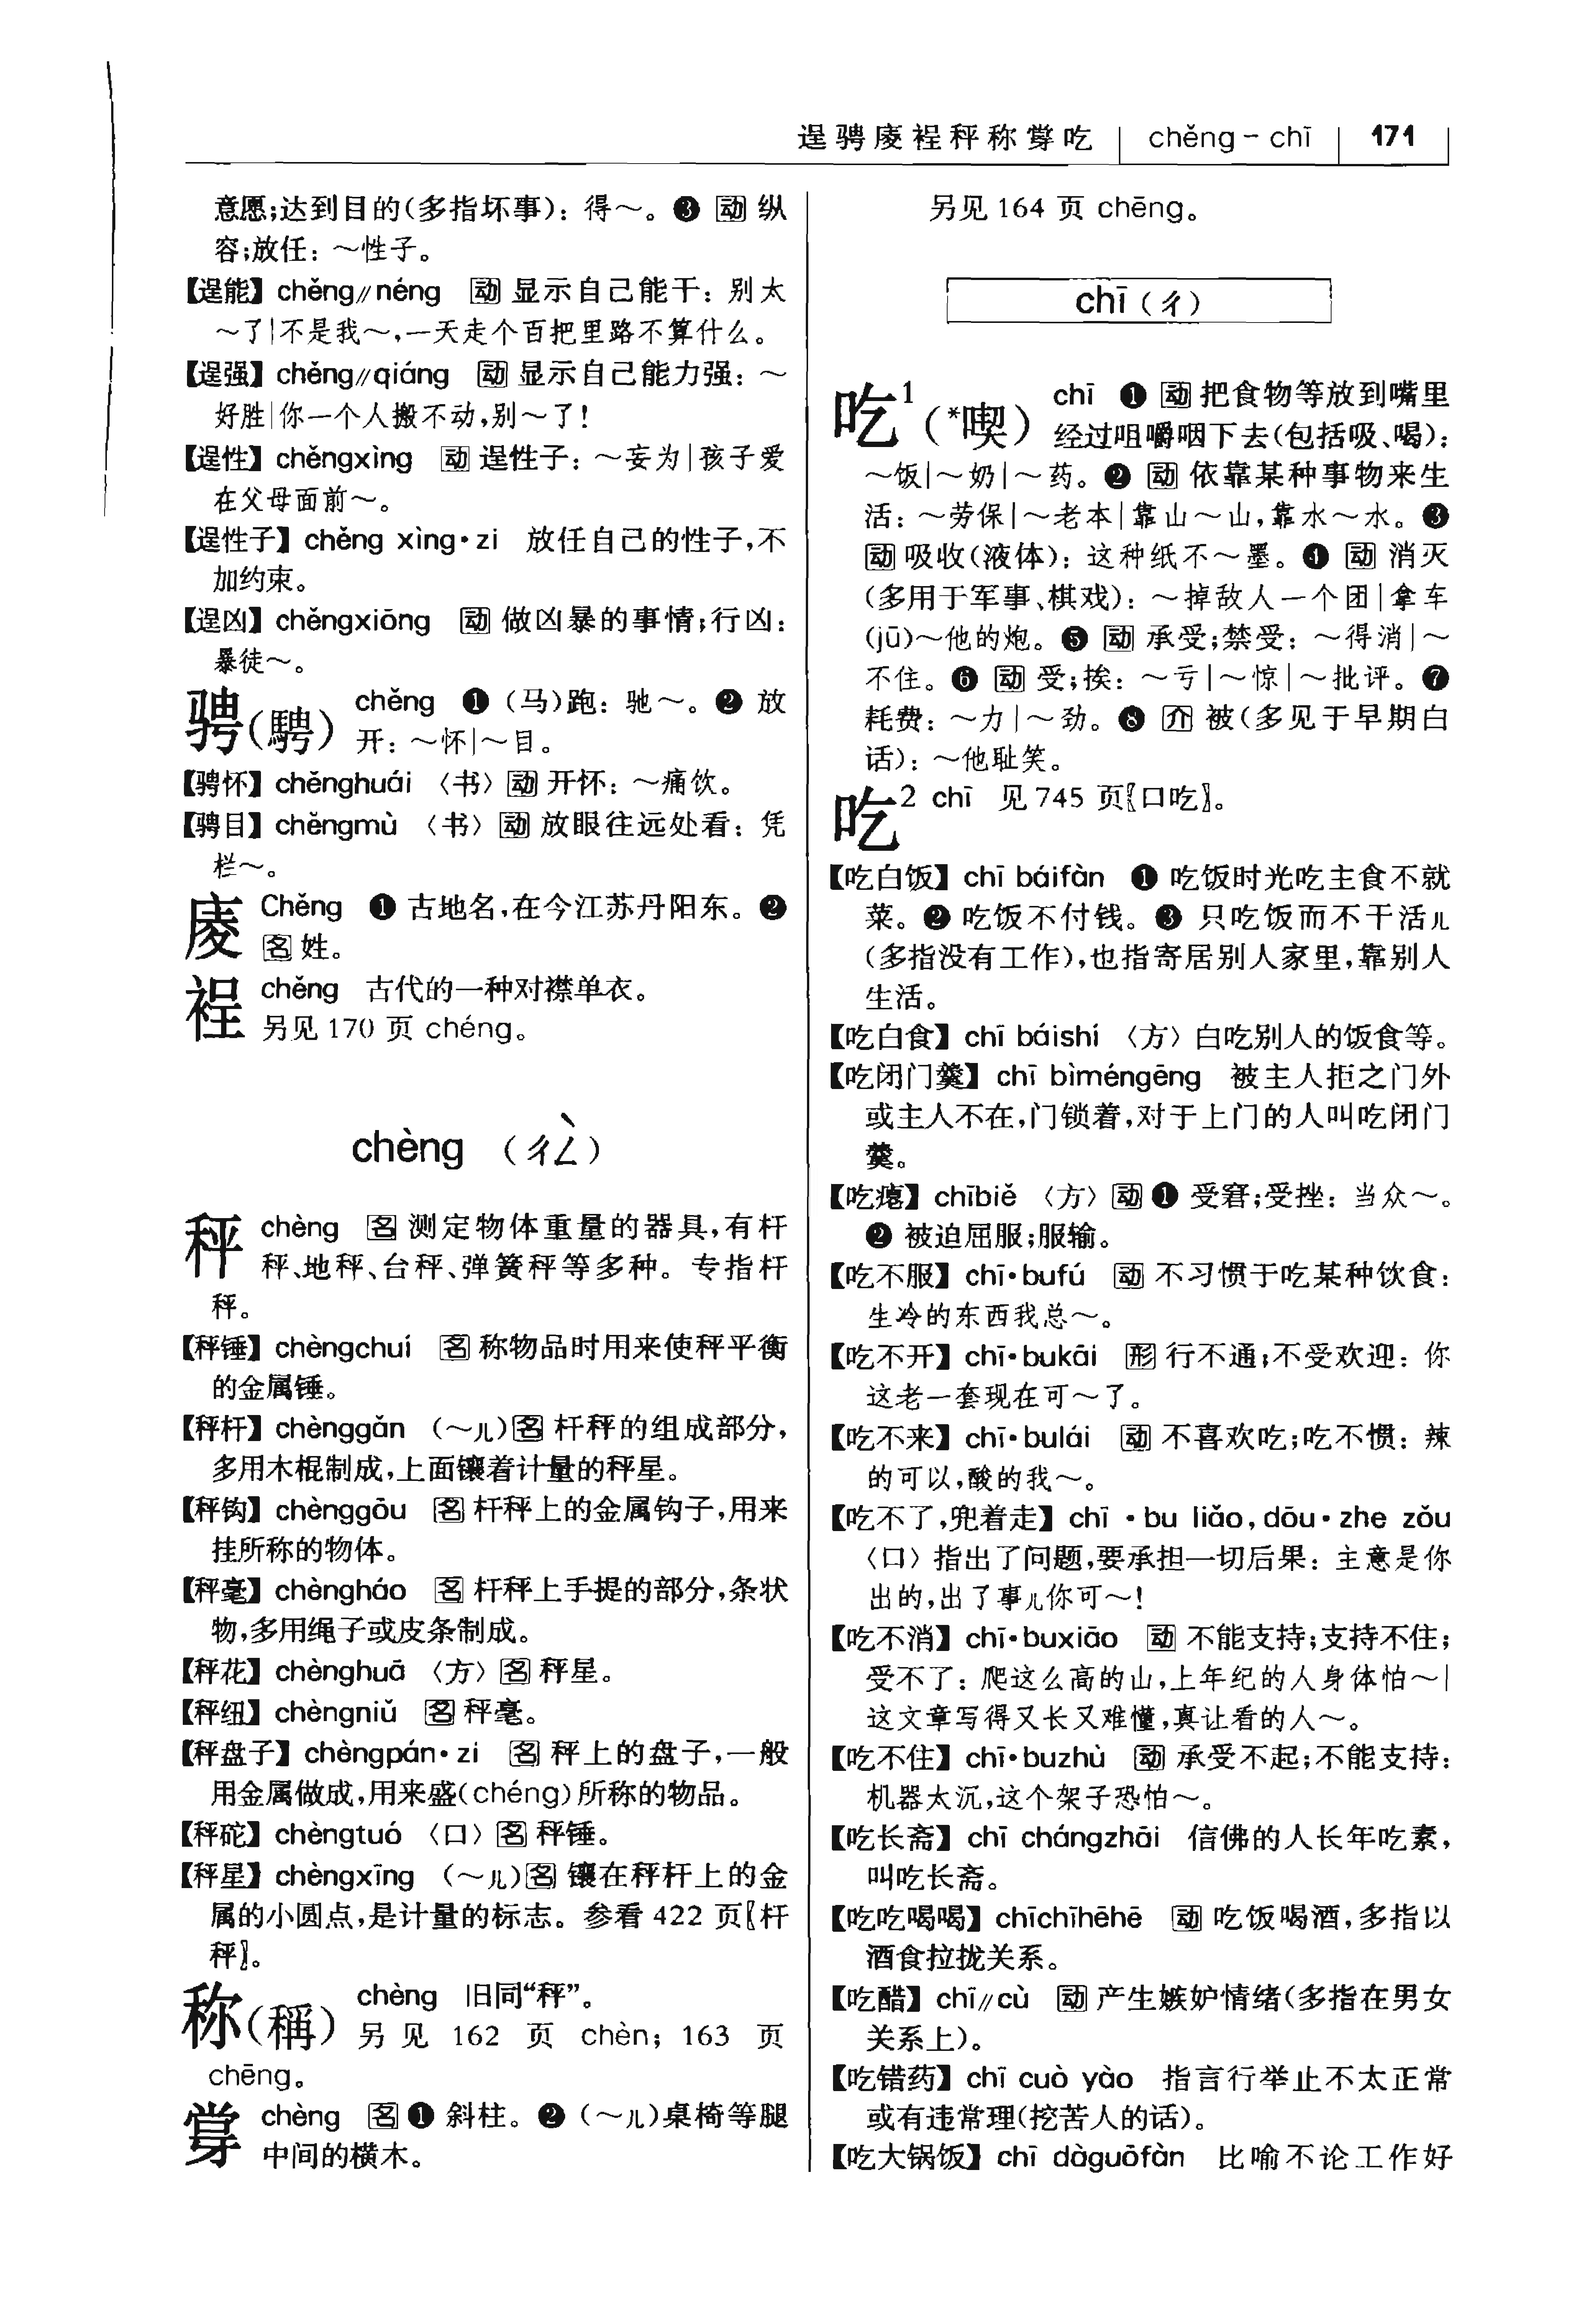 逞骋庱裎秤称牚吃 chěng－chī 171
意愿;达到目的(多指坏事)：得～。❸ 动 纵
容;放任：～性子。
【逞能】chěng∥néng 动 显示自己能干：别太
～了|不是我～,一天走个百把里路不算什么。
【逞强】chěng∥qiáng 动 显示自己能力强：～
好胜|你一个人搬不动,别～了!
【逞性】chěngxìng 动 逞性子：～妄为|孩子爱
在父母面前～。
【逞性子】chěng xìng·zi 放任自己的性子,不
加约束。
【逞凶】chěngxiōng 动 做凶暴的事情;行凶：
暴徒～。
骋(騁) chěng ❶ (马)跑：驰～。❷ 放
开：～怀|～目。
【骋怀】chěnghuái 〈书〉动 开怀：～痛饮。
【骋目】chěngmù 〈书〉动 放眼往远处看：凭
栏～。
庱 Chěng ❶ 古地名,在今江苏丹阳东。❷
名 姓。
裎 chěng 古代的一种对襟单衣。
另见 170 页 chéng。
chèng (ㄔㄥˋ)
秤 chèng 名 测定物体重量的器具,有杆
秤、地秤、台秤、弹簧秤等多种。专指杆
秤。
【秤锤】chèngchuí 名 称物品时用来使秤平衡
的金属锤。
【秤杆】chènggǎn (～儿)名 杆秤的组成部分,
多用木棍制成,上面镶着计量的秤星。
【秤钩】chènggōu 名 杆秤上的金属钩子,用来
挂所称的物体。
【秤毫】chèngháo 名 杆秤上手提的部分,条状
物,多用绳子或皮条制成。
【秤花】chènghuā 〈方〉名 秤星。
【秤纽】chèngniǔ 名 秤毫。
【秤盘子】chèngpán·zi 名 秤上的盘子,一般
用金属做成,用来盛(chéng)所称的物品。
【秤砣】chèngtuó 〈口〉名 秤锤。
【秤星】chèngxīng (～儿)名 镶在秤杆上的金
属的小圆点,是计量的标志。参看 422 页〖杆
秤〗。
称(稱) chèng 旧同“秤”。
另见 162 页 chèn; 163 页
chēng。
牚 chèng 名 ❶ 斜柱。❷ (～儿)桌椅等腿
中间的横木。
另见 164 页 chēng。
chī (ㄔ)
吃1(*喫) chī ❶ 动 把食物等放到嘴里
经过咀嚼咽下去(包括吸、喝)：
～饭|～奶|～药。❷ 动 依靠某种事物来生
活：～劳保|～老本|靠山～山,靠水～水。❸
动 吸收(液体)：这种纸不～墨。❹ 动 消灭
(多用于军事、棋戏)：～掉敌人一个团|拿车
(jū)～他的炮。❺ 动 承受;禁受：～得消|～
不住。❻ 动 受;挨：～亏|～惊|～批评。❼
耗费：～力|～劲。❽ 介 被(多见于早期白
话)：～他耻笑。
吃2 chī 见 745 页〖口吃〗。
【吃白饭】chī báifàn ❶ 吃饭时光吃主食不就
菜。❷ 吃饭不付钱。❸ 只吃饭而不干活儿
(多指没有工作),也指寄居别人家里,靠别人
生活。
【吃白食】chī báishí 〈方〉白吃别人的饭食等。
【吃闭门羹】chī bìméngēng 被主人拒之门外
或主人不在,门锁着,对于上门的人叫吃闭门
羹。
【吃瘪】chībiě 〈方〉动 ❶ 受窘;受挫：当众～。
❷ 被迫屈服;服输。
【吃不服】chī·bufú 动 不习惯于吃某种饮食：
生冷的东西我总～。
【吃不开】chī·bukāi 形 行不通;不受欢迎：你
这老一套现在可～了。
【吃不来】chī·bulái 动 不喜欢吃;吃不惯：辣
的可以,酸的我～。
【吃不了,兜着走】chī ·bu liǎo, dōu·zhe zǒu
〈口〉指出了问题,要承担一切后果：主意是你
出的,出了事儿你可～!
【吃不消】chī·buxiāo 动 不能支持;支持不住;
受不了：爬这么高的山,上年纪的人身体怕～|
这文章写得又长又难懂,真让看的人～。
【吃不住】chī·buzhù 动 承受不起;不能支持：
机器太沉,这个架子恐怕～。
【吃长斋】chī chángzhāi 信佛的人长年吃素,
叫吃长斋。
【吃吃喝喝】chīchīhēhē 动 吃饭喝酒,多指以
酒食拉拢关系。
【吃醋】chī∥cù 动 产生嫉妒情绪(多指在男女
关系上)。
【吃错药】chī cuò yào 指言行举止不太正常
或有违常理(挖苦人的话)。
【吃大锅饭】chī dàguōfàn 比喻不论工作好